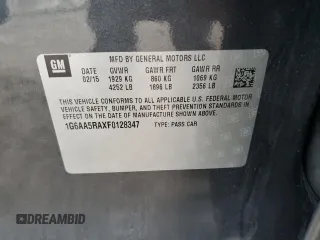 GM
MFD BY GENERAL MOTORS LLC
DATE GVWR GAWR FRT GAWR RR
02/15 1929 KG 860 KG 1069 KG
4252 LB 1896 LB 2356 LB
THIS VEHICLE CONFORMS TO ALL APPLICABLE U.S. FEDERAL MOTOR
VEHICLE SAFETY, BUMPER, AND THEFT PREVENTION STANDARDS
IN EFFECT ON THE DATE OF MANUFACTURE SHOWN ABOVE.
1G6AA5RAXF0128347 TYPE: PASS CAR
DREAMBID